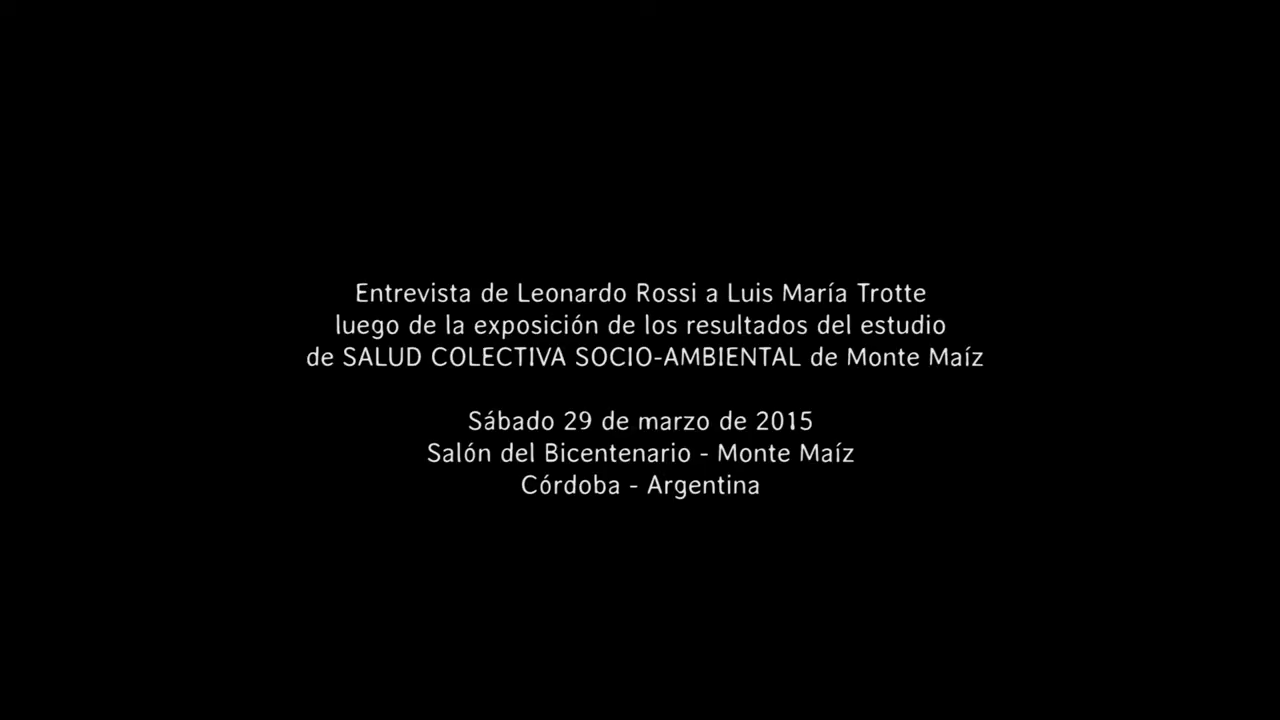 Entrevista de Leonardo Rossi a Luis María Trotte
luego de la exposición de los resultados del estudio
de SALUD COLECTIVA SOCIO-AMBIENTAL de Monte Maíz
Sábado 29 de marzo de 2015
Salón del Bicentenario - Monte Maíz
Córdoba - Argentina